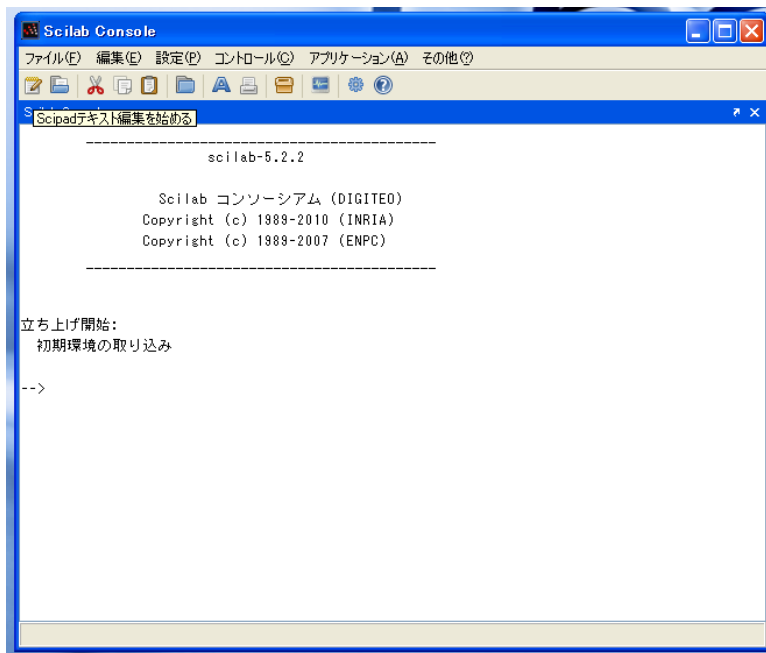 Scilab Console
ファイル(F) 編集(E) 設定(P) コントロール(C) アプリケーション(A) その他(?)
Scipadテキスト編集を始める
-------------------------------------------
scilab-5.2.2
Scilab コンソーシアム (DIGITEO)
Copyright (c) 1989-2010 (INRIA)
Copyright (c) 1989-2007 (ENPC)
-------------------------------------------
立ち上げ開始:
初期環境の取り込み
-->